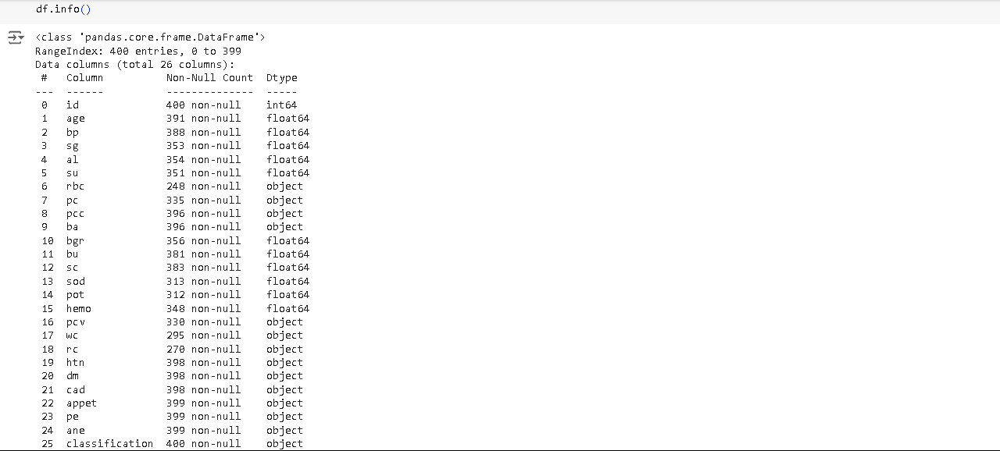 df.info()
<class 'pandas.core.frame.DataFrame'>
RangeIndex: 400 entries, 0 to 399
Data columns (total 26 columns):
 #   Column          Non-Null Count  Dtype
---  ------          --------------  -----
 0   id              400 non-null    int64
 1   age             391 non-null    float64
 2   bp              388 non-null    float64
 3   sg              353 non-null    float64
 4   al              354 non-null    float64
 5   su              351 non-null    float64
 6   rbc             248 non-null    object
 7   pc              335 non-null    object
 8   pcc             396 non-null    object
 9   ba              396 non-null    object
 10  bgr             356 non-null    float64
 11  bu              381 non-null    float64
 12  sc              383 non-null    float64
 13  sod             313 non-null    float64
 14  pot             312 non-null    float64
 15  hemo            348 non-null    float64
 16  pcv             330 non-null    object
 17  wc              295 non-null    object
 18  rc              270 non-null    object
 19  htn             398 non-null    object
 20  dm              398 non-null    object
 21  cad             398 non-null    object
 22  appet           399 non-null    object
 23  pe              399 non-null    object
 24  ane             399 non-null    object
 25  classification  400 non-null    object